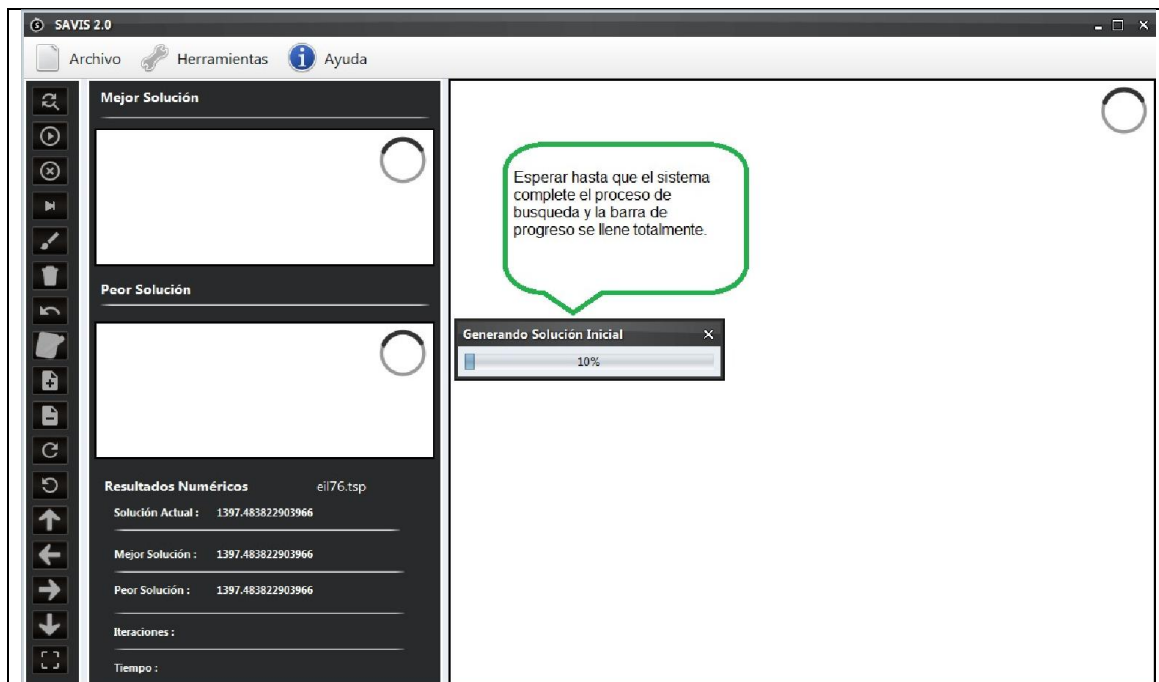 SAVIS 2.0
Archivo Herramientas Ayuda
Mejor Solución
Peor Solución
Resultados Numéricos eil76.tsp
Solución Actual : 1397.483822903966
Mejor Solución : 1397.483822903966
Peor Solución : 1397.483822903966
Iteraciones :
Tiempo :
Esperar hasta que el sistema
complete el proceso de
busqueda y la barra de
progreso se llene totalmente.
Generando Solución Inicial
10%